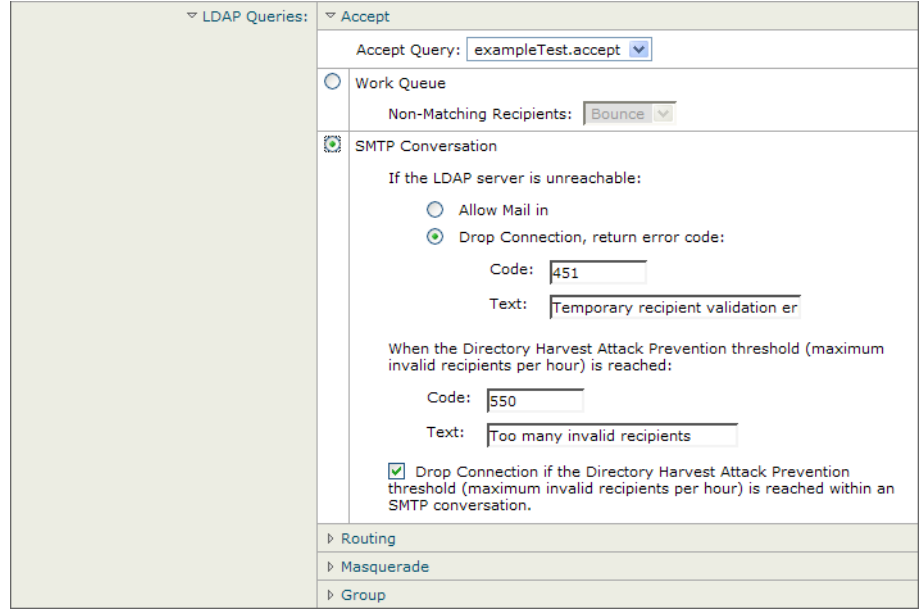 LDAP Queries:
Accept
Accept Query: exampleTest.accept
Work Queue
Non-Matching Recipients: Bounce
SMTP Conversation
If the LDAP server is unreachable:
Allow Mail in
Drop Connection, return error code:
Code: 451
Text: Temporary recipient validation er
When the Directory Harvest Attack Prevention threshold (maximum
invalid recipients per hour) is reached:
Code: 550
Text: Too many invalid recipients
Drop Connection if the Directory Harvest Attack Prevention
threshold (maximum invalid recipients per hour) is reached within an
SMTP conversation.
Routing
Masquerade
Group